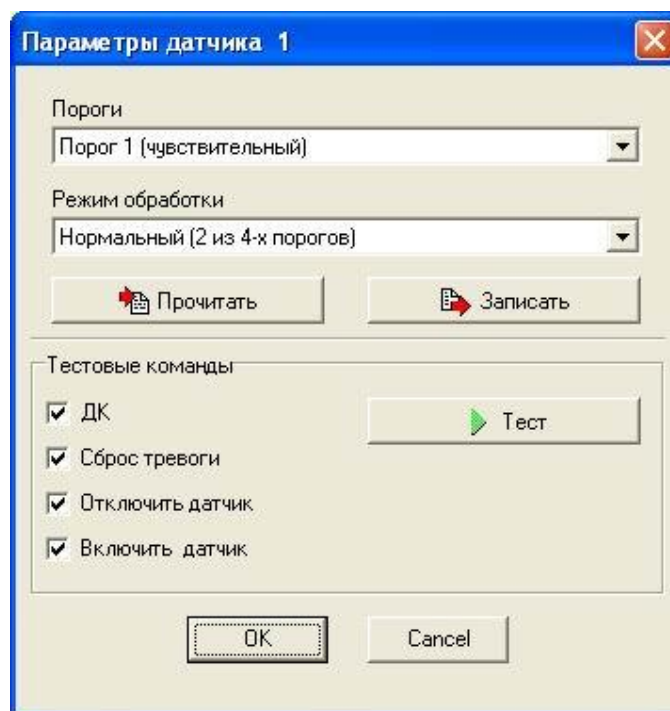 Параметры датчика 1
Пороги
Порог 1 (чувствительный)
Режим обработки
Нормальный (2 из 4-х порогов)
Прочитать
Записать
Тестовые команды
ДК
Тест
Сброс тревоги
Отключить датчик
Включить датчик
OK
Cancel